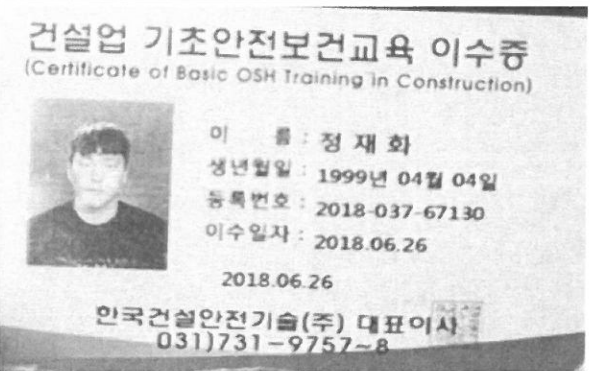 건설업 기초안전보건교육 이수증
(Certificate of Basic OSH Training in Construction)
이 름 : 정 재 화
생년월일 : 1999년 04월 04일
등록번호 : 2018-037-67130
이수일자 : 2018.06.26
2018.06.26
한국건설안전기술(주) 대표이사
031)731-9757~8